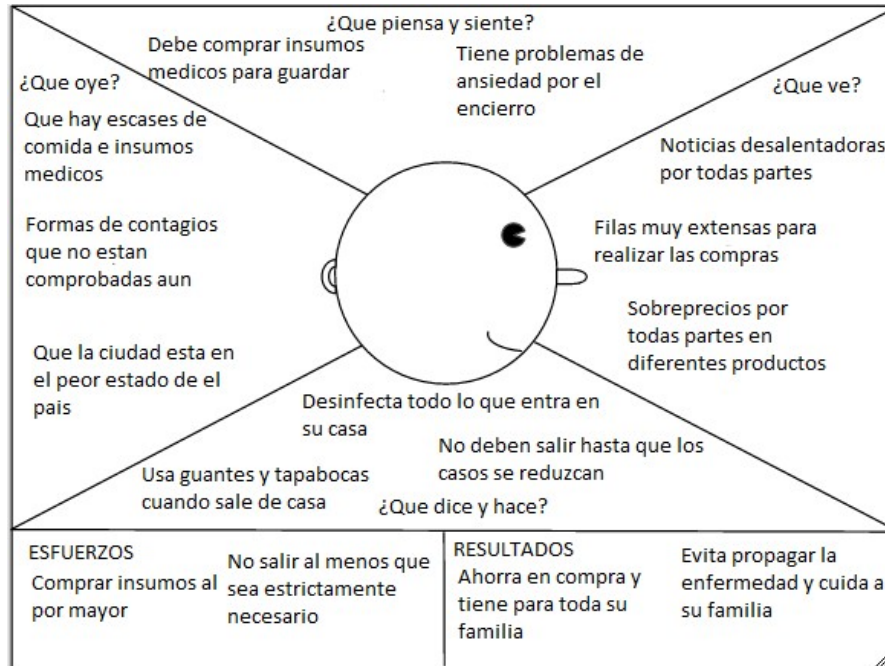 ¿Que piensa y siente?
Debe comprar insumos
medicos para guardar
Tiene problemas de
ansiedad por el
encierro
¿Que oye?
Que hay escases de
comida e insumos
medicos
Formas de contagios
que no estan
comprobadas aun
Que la ciudad esta en
el peor estado de el
pais
¿Que ve?
Noticias desalentadoras
por todas partes
Filas muy extensas para
realizar las compras
Sobreprecios por
todas partes en
diferentes productos
Desinfecta todo lo que entra en
su casa
No deben salir hasta que los
casos se reduzcan
Usa guantes y tapabocas
cuando sale de casa
¿Que dice y hace?
ESFUERZOS
Comprar insumos al
por mayor
No salir al menos que
sea estrictamente
necesario
RESULTADOS
Ahorra en compra y
tiene para toda su
familia
Evita propagar la
enfermedad y cuida a
su familia